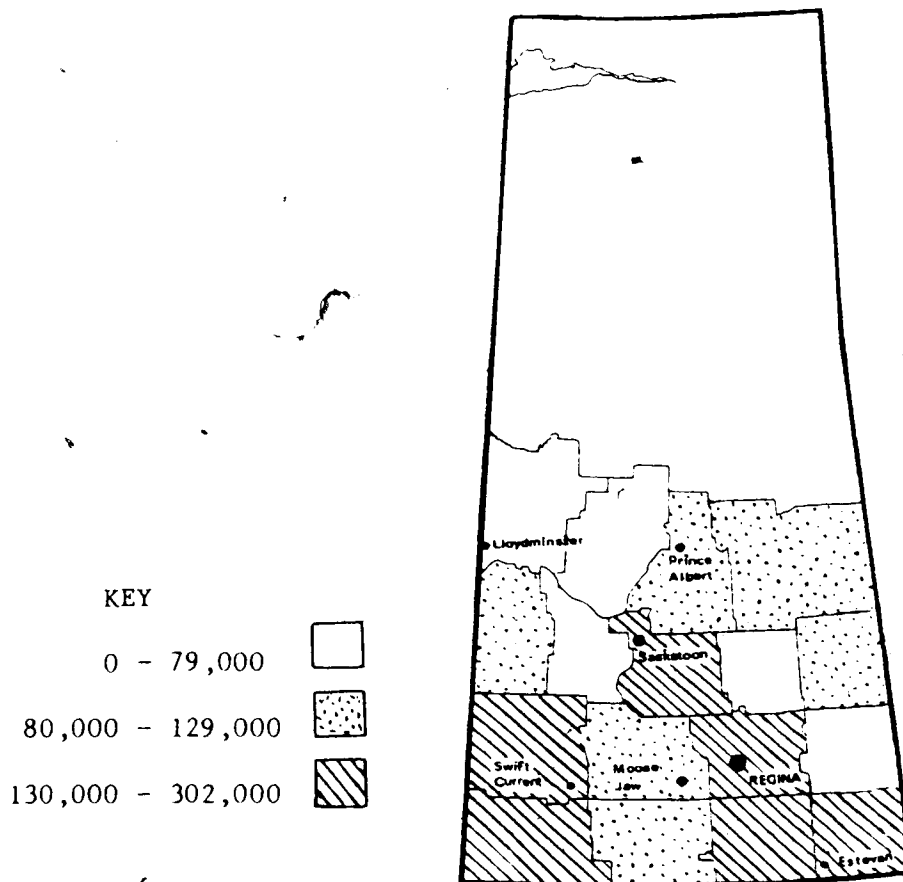 Lloydminster
Prince
Albert
KEY
0 - 79,000
Saskatoon
80,000 - 129,000
Swift
Current
Moose
Jaw
REGINA
130,000 - 302,000
Estevan